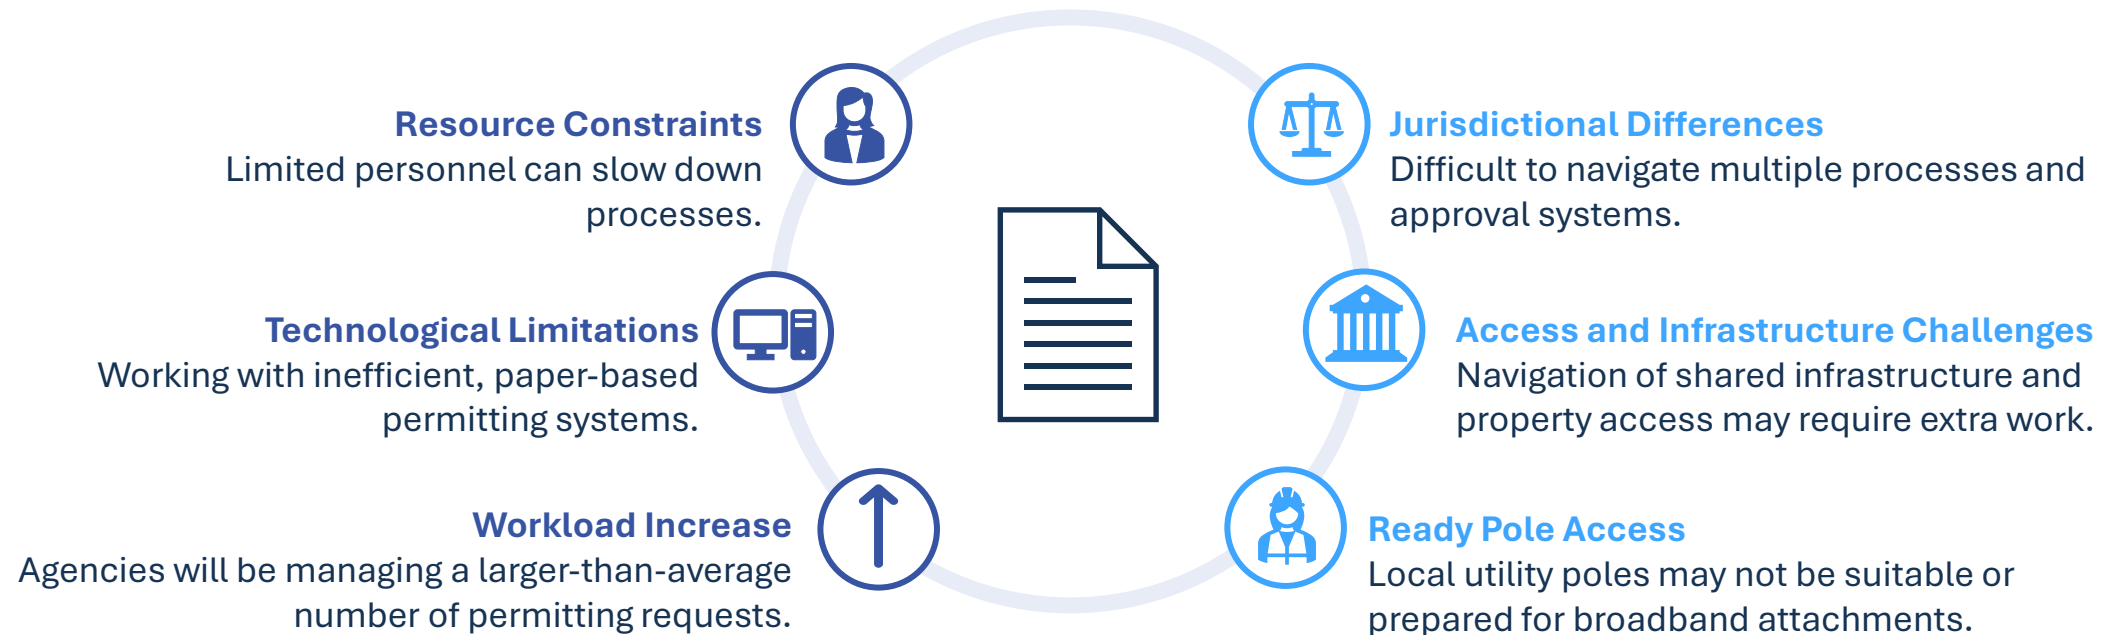 Resource Constraints
Limited personnel can slow down
processes.
Technological Limitations
Working with inefficient, paper-based
permitting systems.
Workload Increase
Agencies will be managing a larger-than-average
number of permitting requests.
Jurisdictional Differences
Difficult to navigate multiple processes and
approval systems.
Access and Infrastructure Challenges
Navigation of shared infrastructure and
property access may require extra work.
Ready Pole Access
Local utility poles may not be suitable or
prepared for broadband attachments.